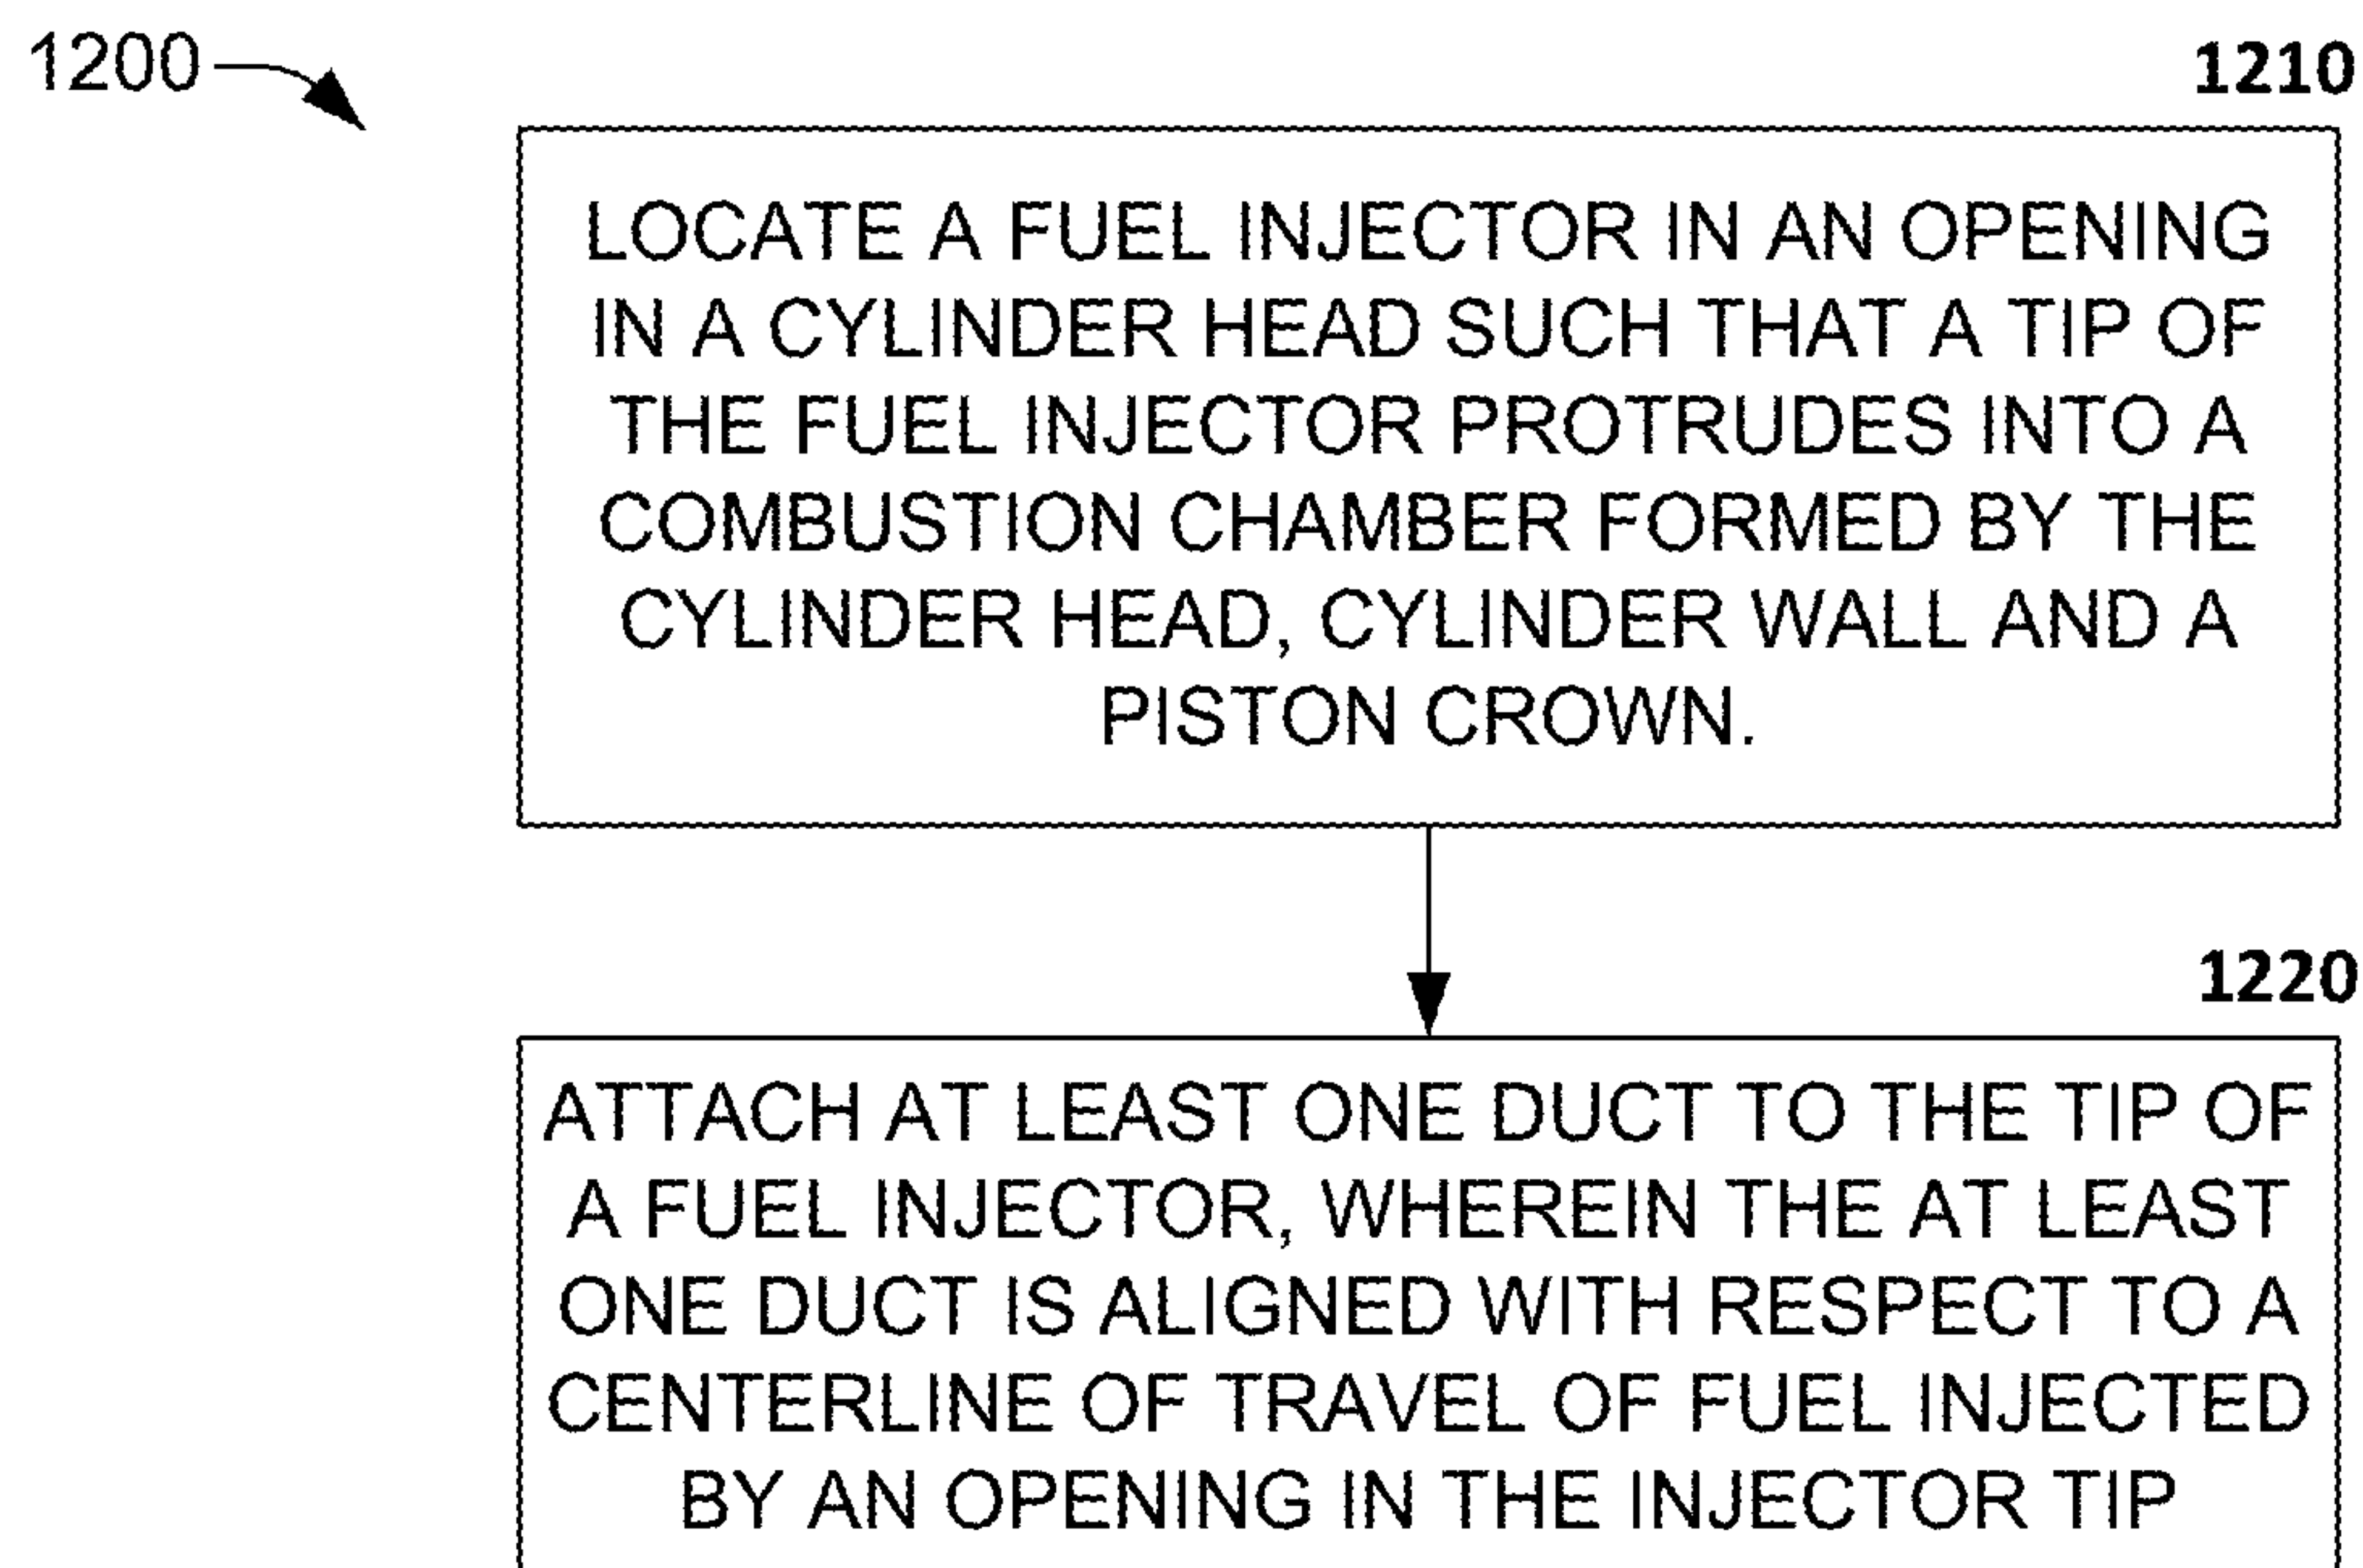 1200
1210
LOCATE A FUEL INJECTOR IN AN OPENING
IN A CYLINDER HEAD SUCH THAT A TIP OF
THE FUEL INJECTOR PROTRUDES INTO A
COMBUSTION CHAMBER FORMED BY THE
CYLINDER HEAD, CYLINDER WALL AND A
PISTON CROWN.
1220
ATTACH AT LEAST ONE DUCT TO THE TIP OF
A FUEL INJECTOR, WHEREIN THE AT LEAST
ONE DUCT IS ALIGNED WITH RESPECT TO A
CENTERLINE OF TRAVEL OF FUEL INJECTED
BY AN OPENING IN THE INJECTOR TIP